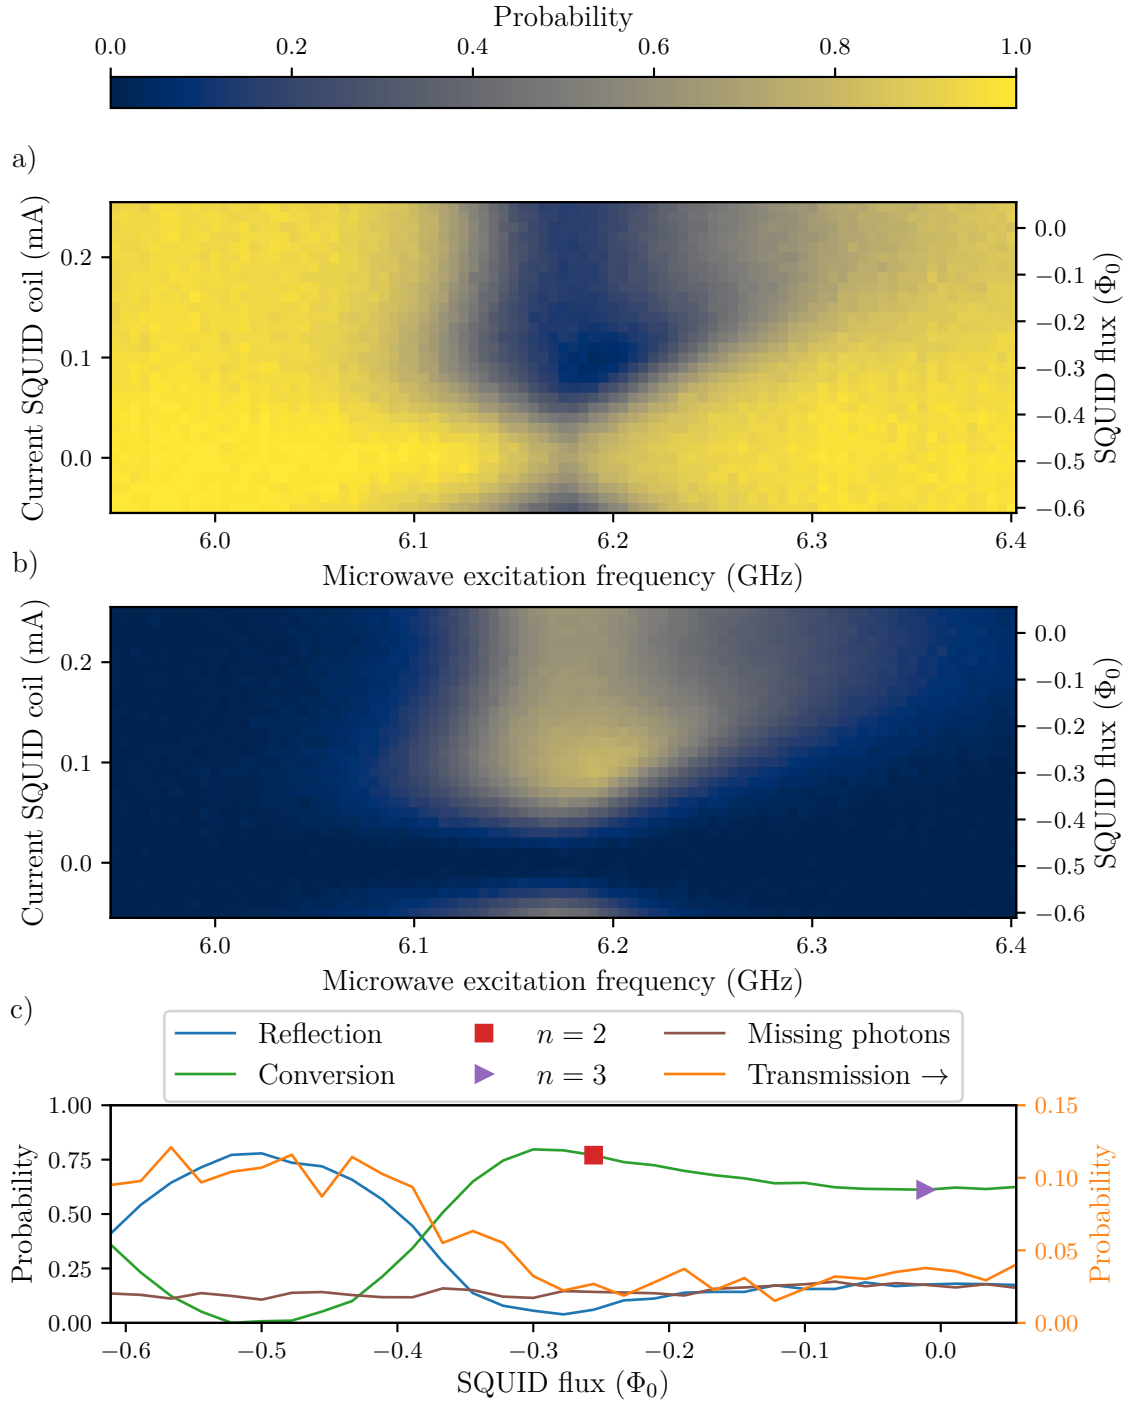 Probability
0.0 0.2 0.4 0.6 0.8 1.0
a)
Current SQUID coil (mA)
0.2
0.1
0.0
0.0
−0.1
−0.2
−0.3
−0.4
−0.5
−0.6
SQUID flux (Φ₀)
6.0 6.1 6.2 6.3 6.4
Microwave excitation frequency (GHz)
b)
Current SQUID coil (mA)
0.2
0.1
0.0
0.0
−0.1
−0.2
−0.3
−0.4
−0.5
−0.6
SQUID flux (Φ₀)
6.0 6.1 6.2 6.3 6.4
Microwave excitation frequency (GHz)
c)
Reflection n = 2 Missing photons
Conversion n = 3 Transmission →
Probability
1.00
0.75
0.50
0.25
0.00
0.15
0.10
0.05
0.00
Probability
−0.6 −0.5 −0.4 −0.3 −0.2 −0.1 0.0
SQUID flux (Φ₀)